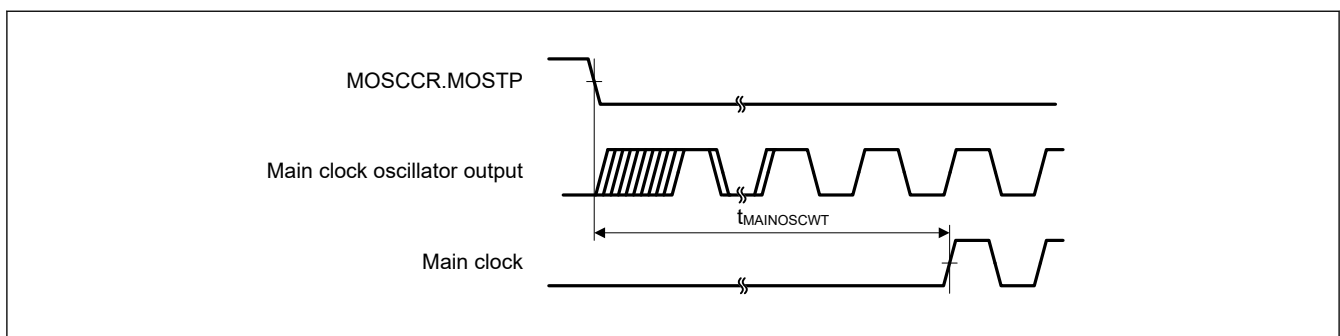 MOSCCR.MOSTP
Main clock oscillator output
tMAINOSCWT
Main clock